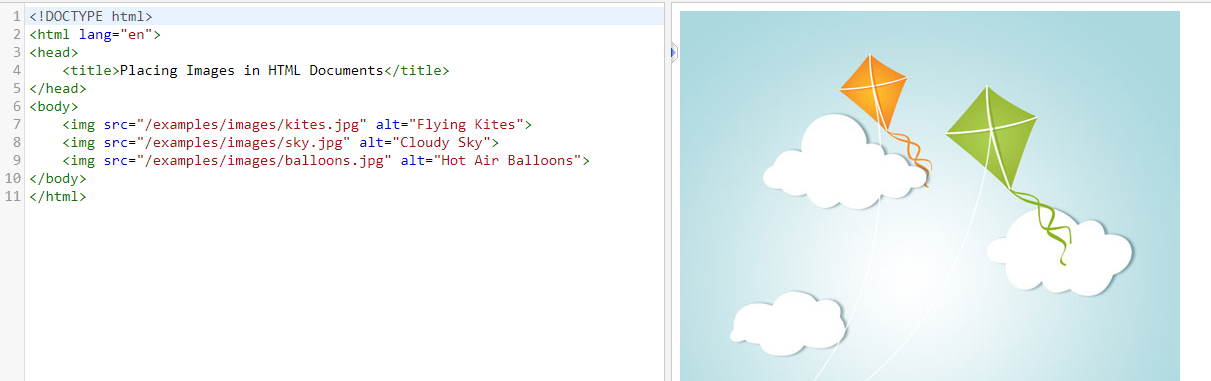 1 <!DOCTYPE html>
2 <html lang="en">
3 <head>
4     <title>Placing Images in HTML Documents</title>
5 </head>
6 <body>
7     <img src="/examples/images/kites.jpg" alt="Flying Kites">
8     <img src="/examples/images/sky.jpg" alt="Cloudy Sky">
9     <img src="/examples/images/balloons.jpg" alt="Hot Air Balloons">
10 </body>
11 </html>